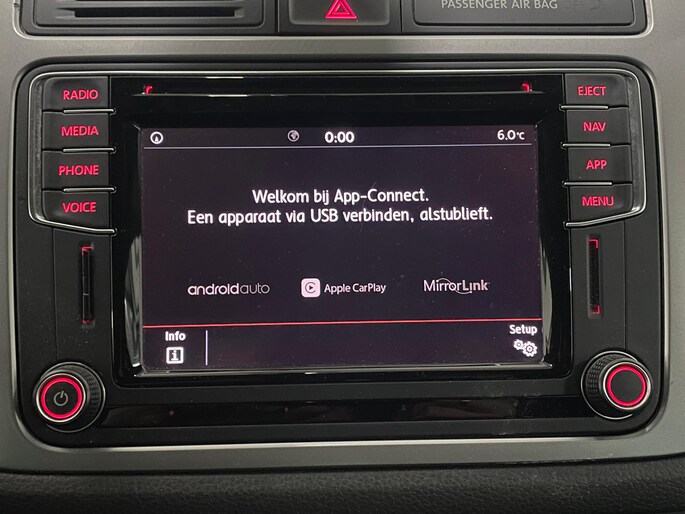 PASSENGER AIR BAG
RADIO
MEDIA
PHONE
VOICE
EJECT
NAV
APP
MENU
0:00
6.0°C
Welkom bij App-Connect.
Een apparaat via USB verbinden, alstublieft.
androidauto
Apple CarPlay
MirrorLink
Info
Setup